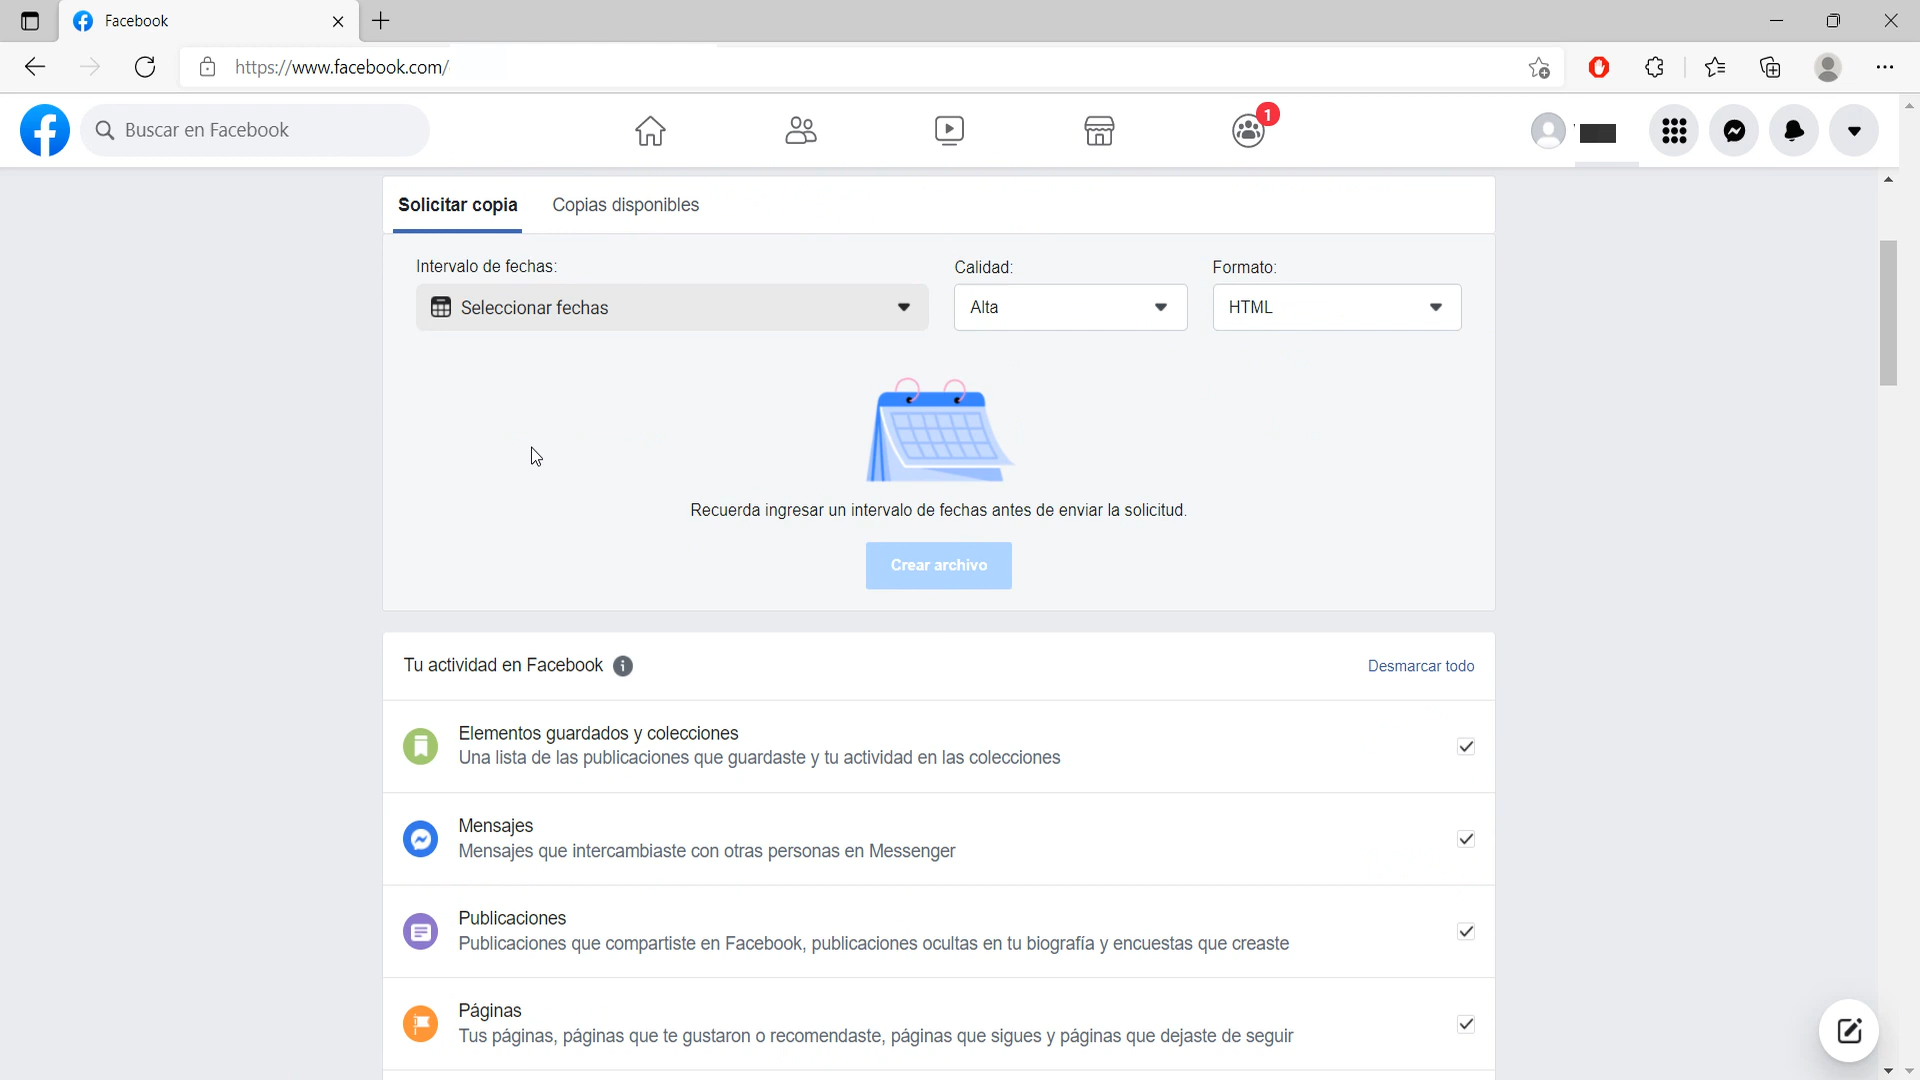 Facebook
https://www.facebook.com/
Buscar en Facebook
1
Solicitar copia
Copias disponibles
Intervalo de fechas:
Calidad:
Formato:
Seleccionar fechas
Alta
HTML
Recuerda ingresar un intervalo de fechas antes de enviar la solicitud.
Crear archivo
Tu actividad en Facebook
Desmarcar todo
Elementos guardados y colecciones
Una lista de las publicaciones que guardaste y tu actividad en las colecciones
Mensajes
Mensajes que intercambiaste con otras personas en Messenger
Publicaciones
Publicaciones que compartiste en Facebook, publicaciones ocultas en tu biografía y encuestas que creaste
Páginas
Tus páginas, páginas que te gustaron o recomendaste, páginas que sigues y páginas que dejaste de seguir